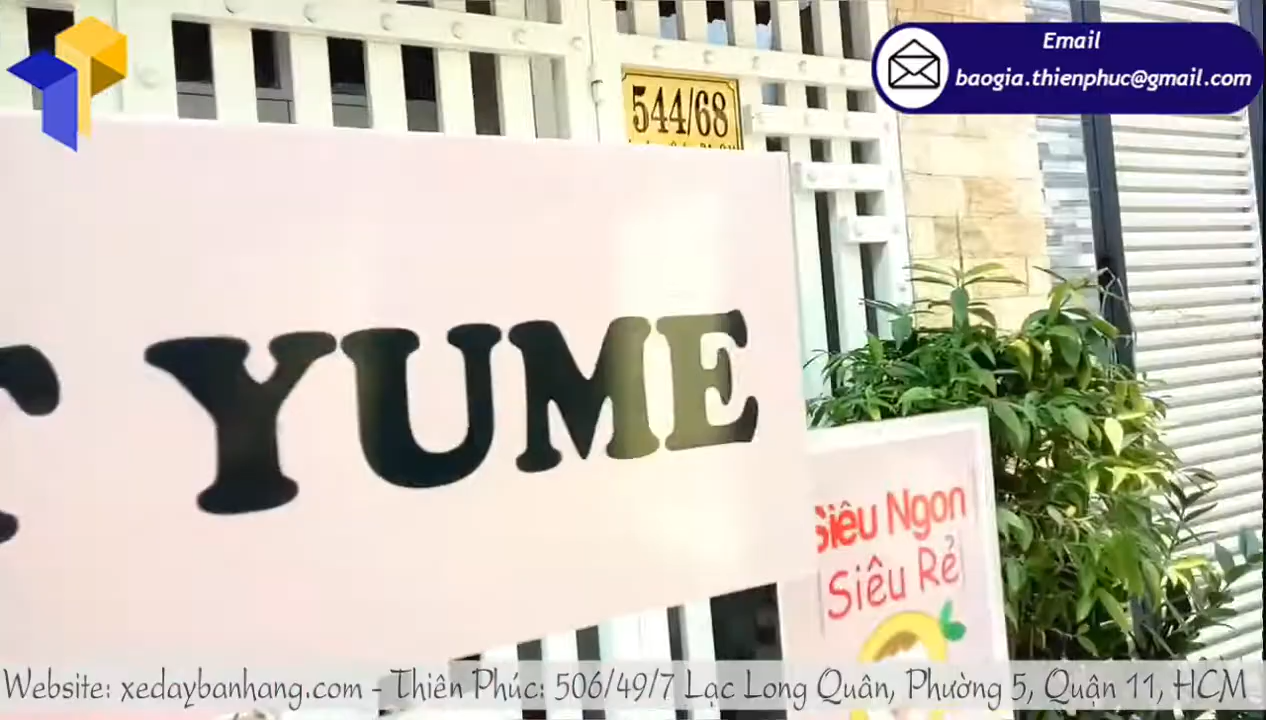 Email
baogia.thienphuc@gmail.com
544/68
YUME
Siêu Ngon
Siêu Rẻ
Website: xedaybanhang.com - Thiên Phúc: 506/49/7 Lạc Long Quân, Phường 5, Quận 11, HCM